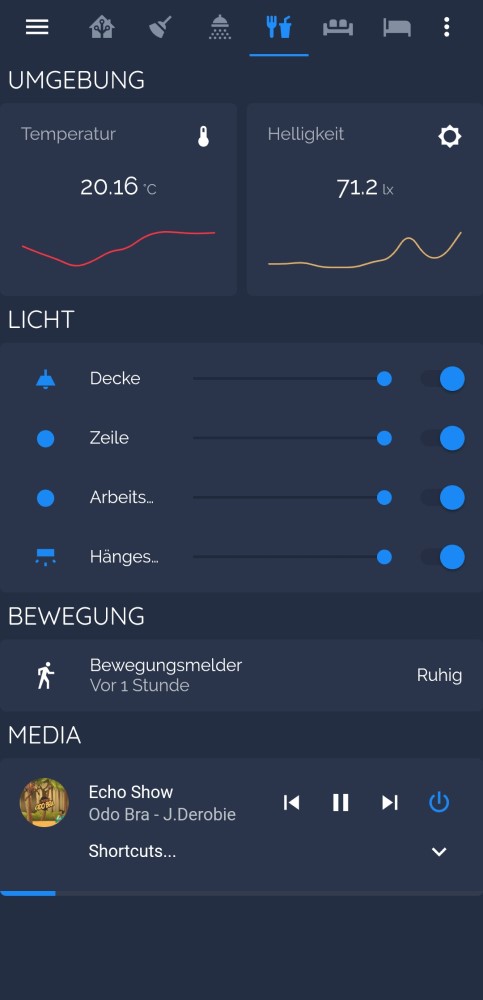 UMGEBUNG
Temperatur
20.16 °C
Helligkeit
71.2 lx
LICHT
Decke
Zeile
Arbeits...
Hänges...
BEWEGUNG
Bewegungsmelder
Vor 1 Stunde
Ruhig
MEDIA
Echo Show
Odo Bra - J.Derobie
Shortcuts...